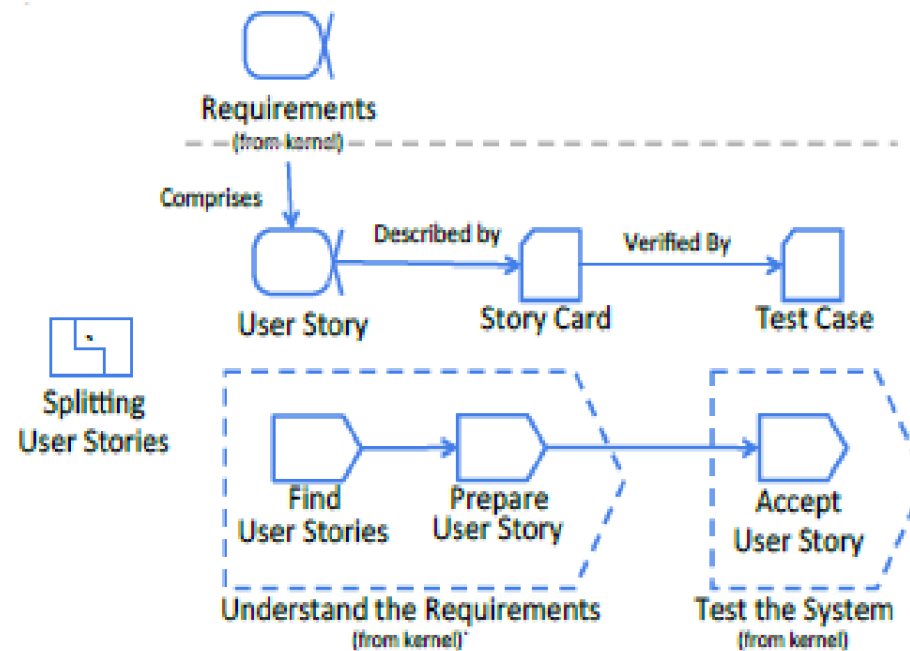 Requirements
(from kernel)
Comprises
Described by
Verified By
User Story
Story Card
Test Case
Splitting
User Stories
Find
User Stories
Prepare
User Story
Accept
User Story
Understand the Requirements
(from kernel)
Test the System
(from kernel)